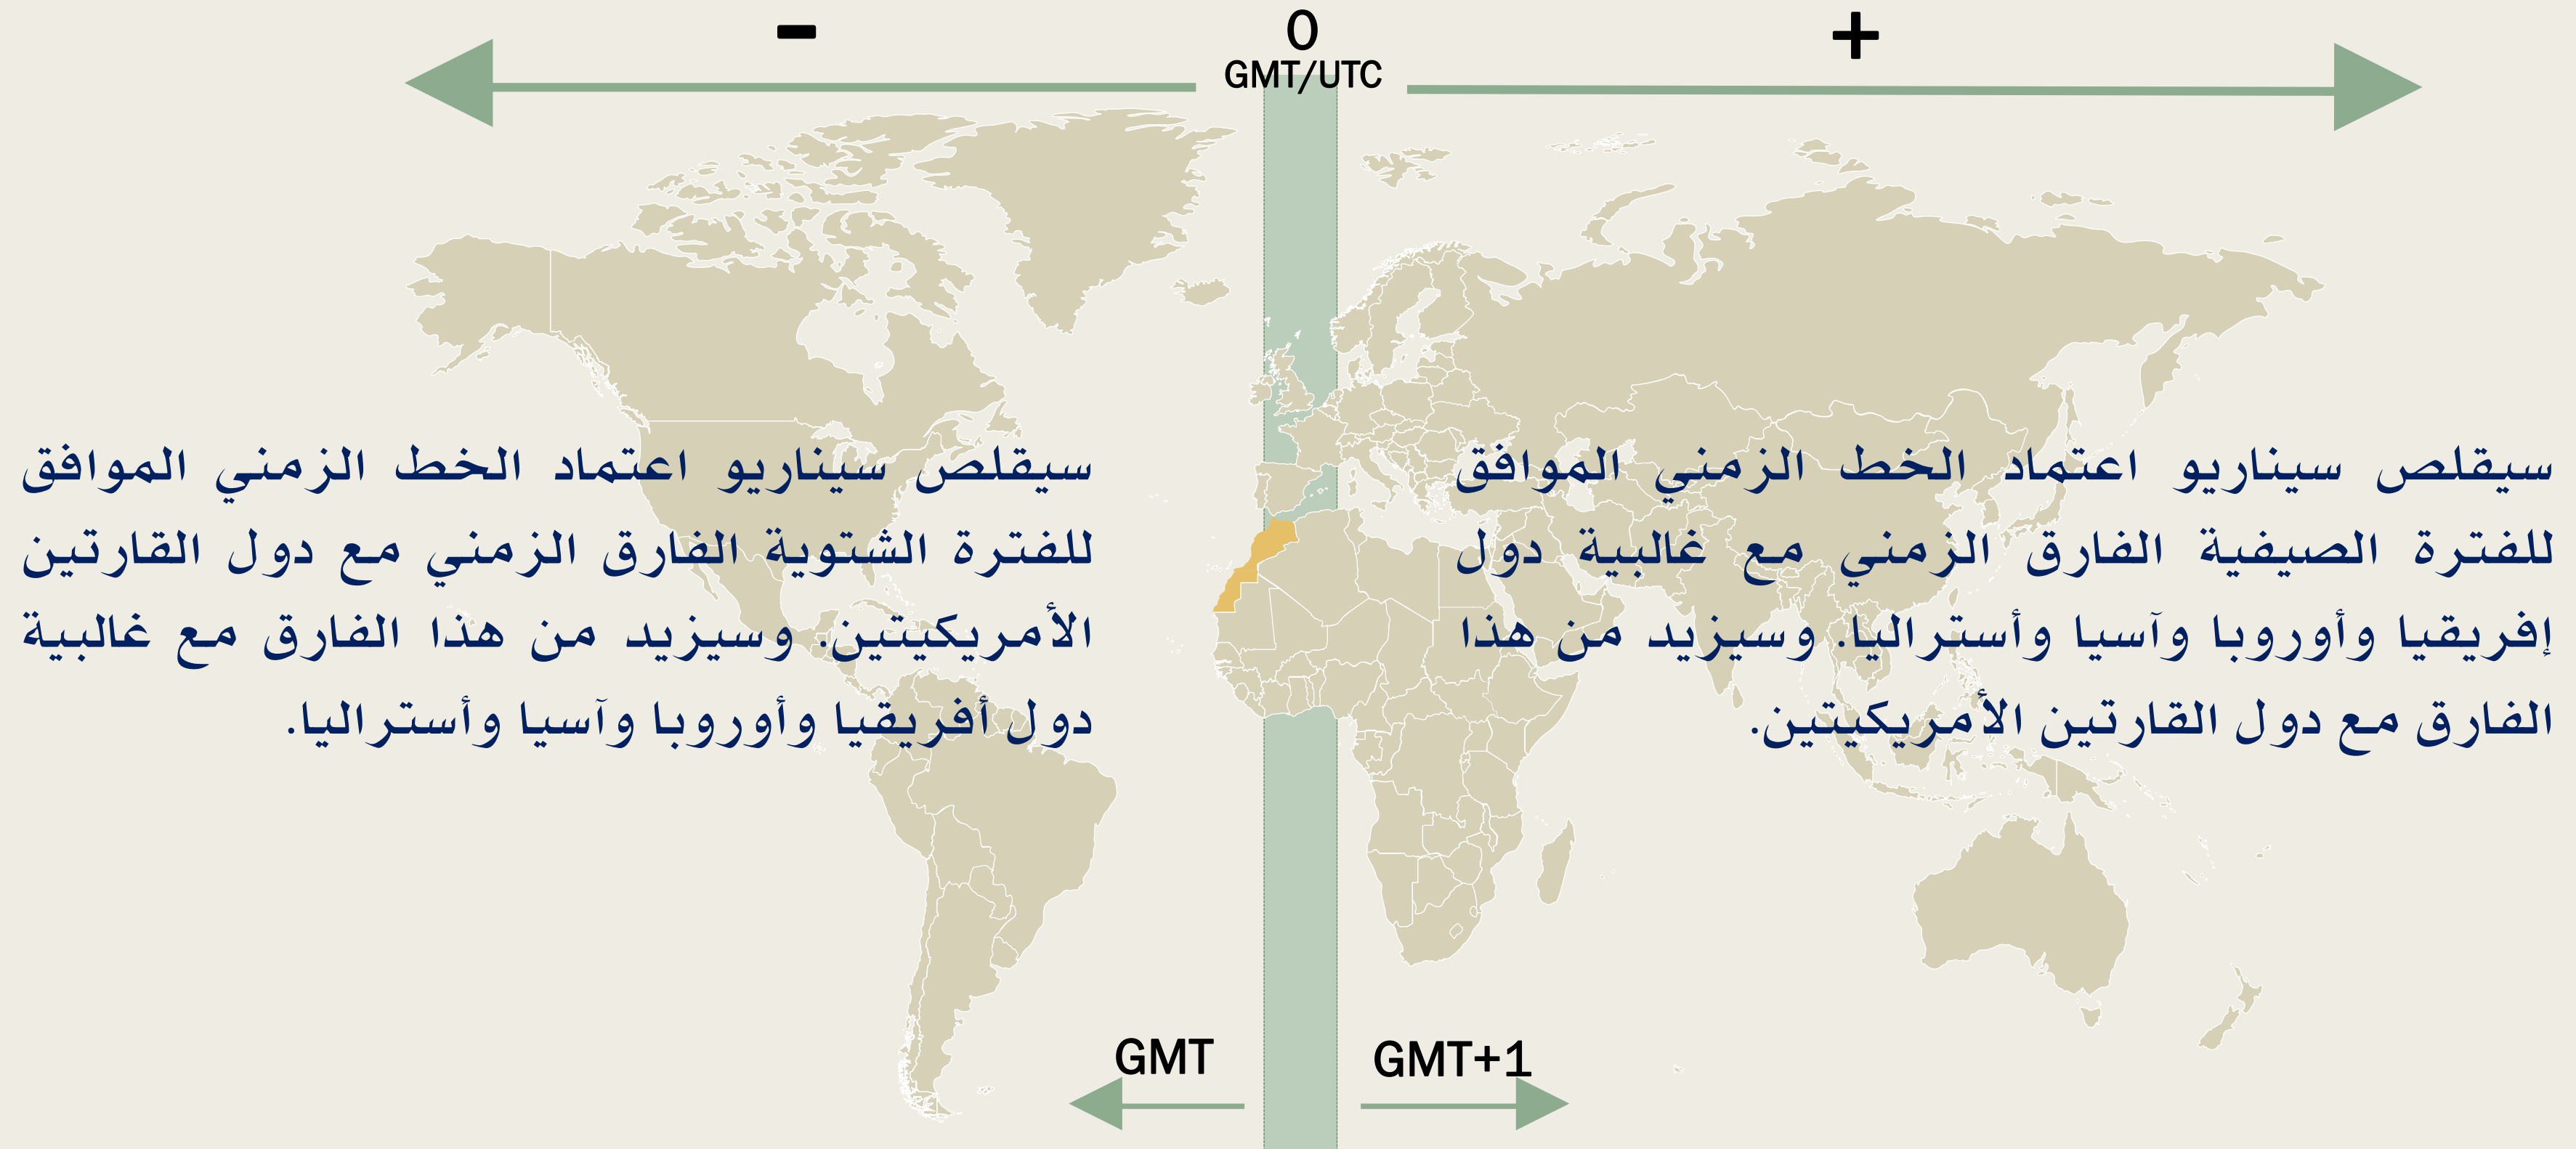 -
0
+
GMT/UTC
سيقلص سيناريو اعتماد الخط الزمني الموافق
للفترة الصيفية الفارق الزمني مع غالبية دول
إفريقيا وأوروبا وآسيا وأستراليا. وسيزيد من هذا
الفارق مع دول القارتين الأمريكيتين.
سيقلص سيناريو اعتماد الخط الزمني الموافق
للفترة الشتوية الفارق الزمني مع دول القارتين
الأمريكيتين. وسيزيد من هذا الفارق مع غالبية
دول أفريقيا وأوروبا وآسيا وأستراليا.
GMT
GMT+1